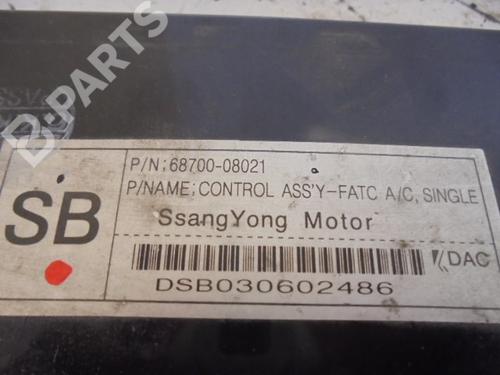 B-PARTS
SB
P/N;68700-08021
P/NAME;CONTROL ASS'Y-FATC A/C, SINGLE
SsangYong Motor
DAC
DSB030602486